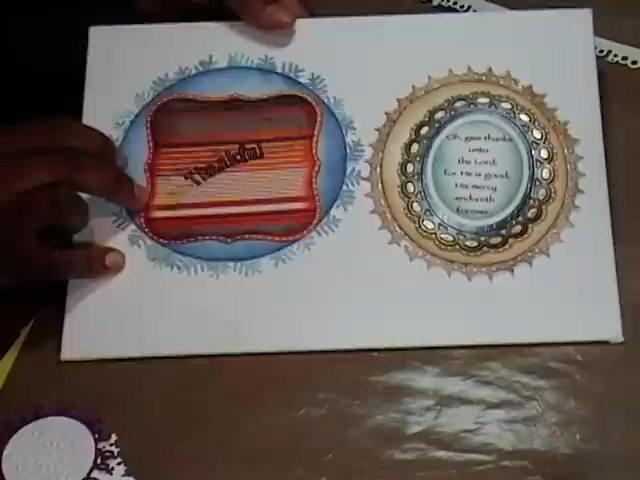 Thankful
Oh, give thanks
unto
the Lord,
for He is good;
His mercy
endureth
forever